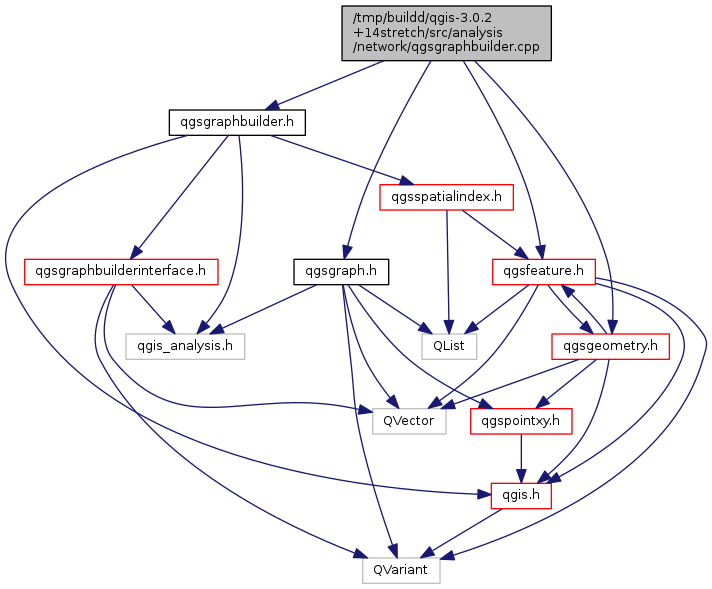 /tmp/buildd/qgis-3.0.2
+14stretch/src/analysis
/network/qgsgraphbuilder.cpp
qgsgraphbuilder.h
qgsspatialindex.h
qgsgraphbuilderinterface.h
qgsgraph.h
qgsfeature.h
qgis_analysis.h
QList
qgsgeometry.h
QVector
qgspointxy.h
qgis.h
QVariant